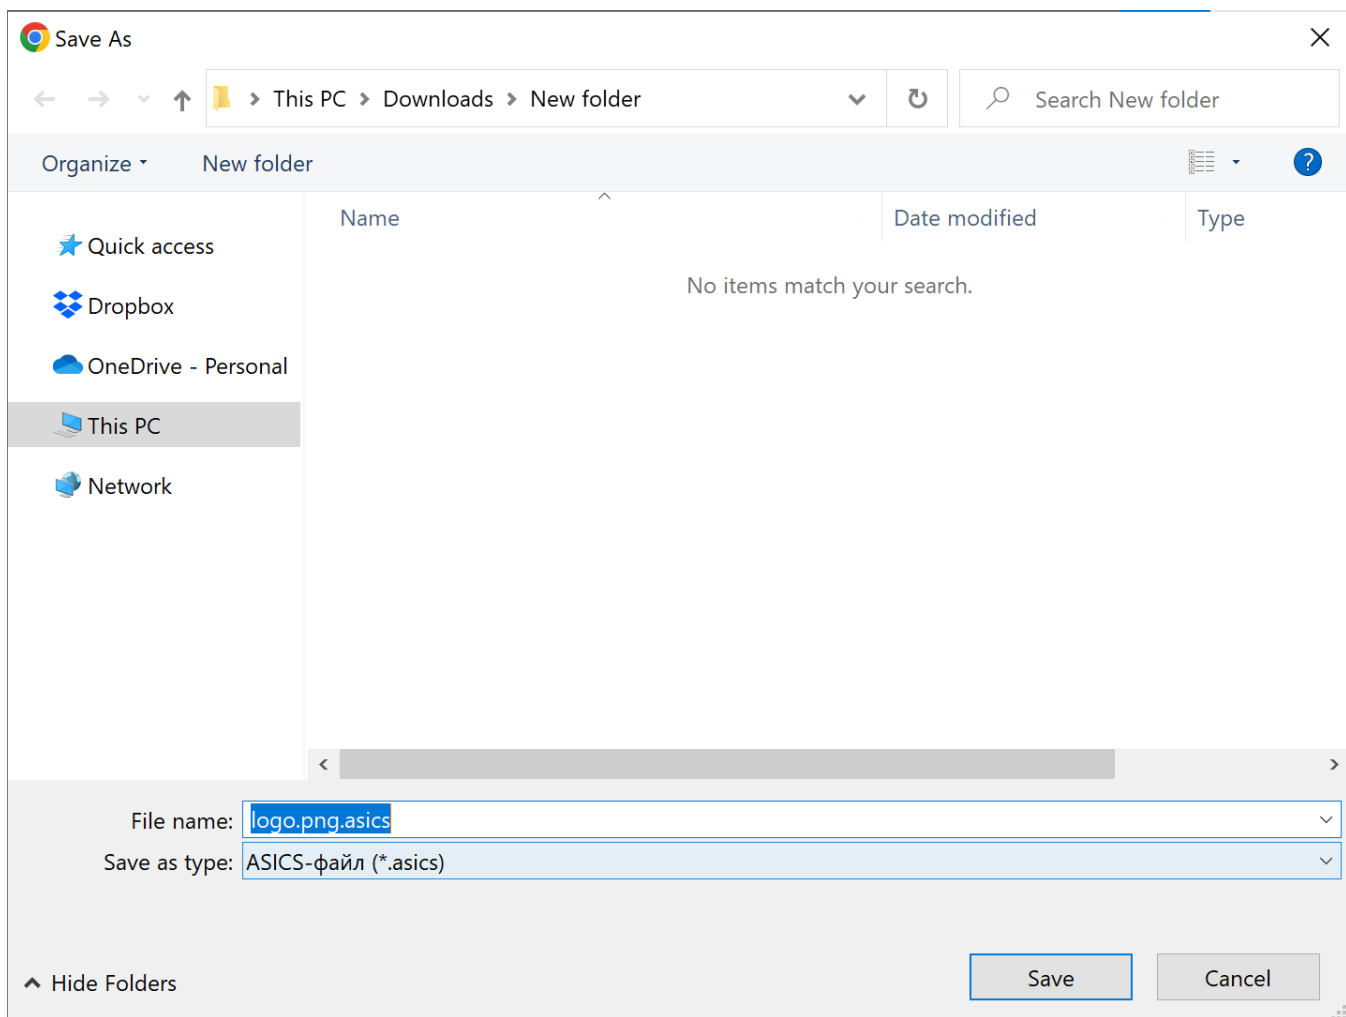 Save As
This PC > Downloads > New folder
Search New folder
Organize
New folder
?
Name
Date modified
Type
Quick access
No items match your search.
Dropbox
OneDrive - Personal
This PC
Network
File name: logo.png.asics
Save as type: ASICS-файл (*.asics)
Hide Folders
Save
Cancel